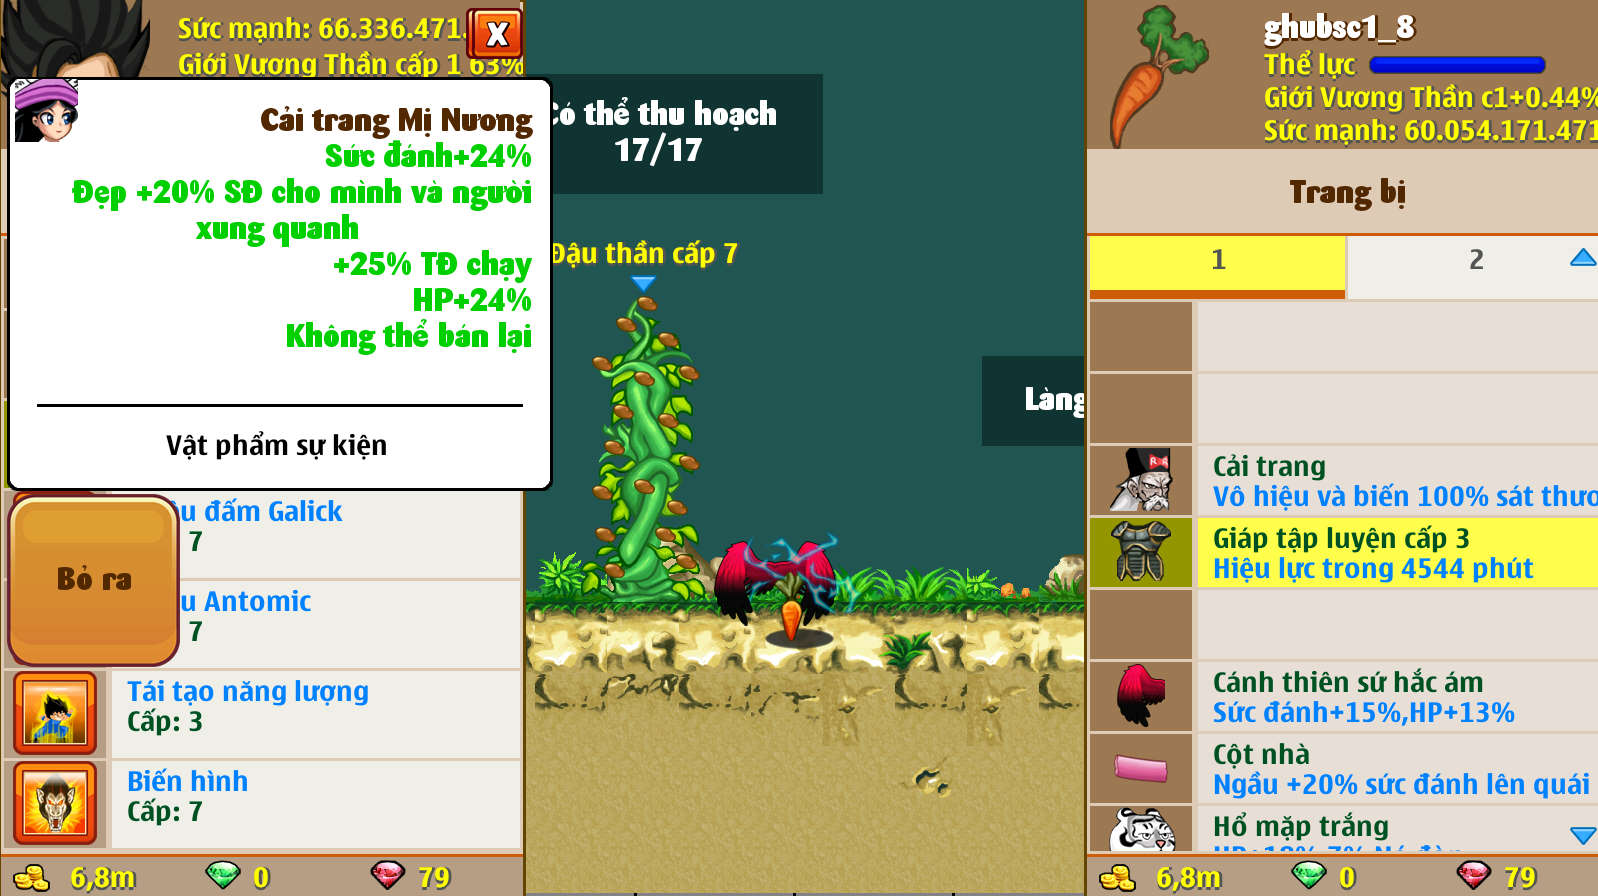 Sức mạnh: 66.336.471.
X
Giới Vương Thần cấp 1 63%
Cải trang Mị Nương
Sức đánh+24%
Đẹp +20% SĐ cho mình và người
xung quanh
+25% TĐ chạy
HP+24%
Không thể bán lại
Vật phẩm sự kiện
Bỏ ra
đấm Galick
7
Antomic
7
Tái tạo năng lượng
Cấp: 3
Biến hình
Cấp: 7
6,8m
0
79
Có thể thu hoạch
17/17
Đậu thần cấp 7
Làng
ghubsc1_8
Thể lực
Giới Vương Thần c1+0.44%
Sức mạnh: 60.054.171.471
Trang bị
1
2
Cải trang
Vô hiệu và biến 100% sát thươ
Giáp tập luyện cấp 3
Hiệu lực trong 4544 phút
Cánh thiên sứ hắc ám
Sức đánh+15%,HP+13%
Cột nhà
Ngầu +20% sức đánh lên quái
Hổ mặp trắng
6,8m
0
79